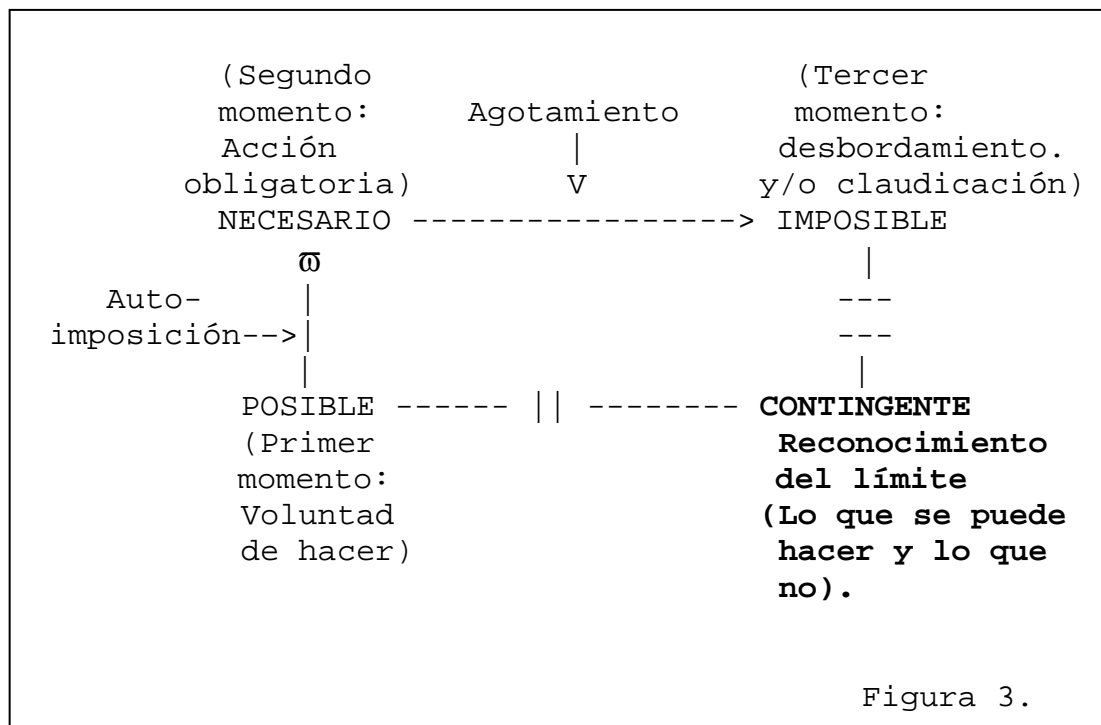 (Segundo (Tercer
momento: Agotamiento momento:
Acción | desbordamiento.
obligatoria) V y/o claudicación)
NECESARIO -----------------> IMPOSIBLE
ϖ |
Auto- | ---
imposición-->| ---
| |
POSIBLE ------ || -------- CONTINGENTE
(Primer Reconocimiento
momento: del límite
Voluntad (Lo que se puede
de hacer) hacer y lo que
no).
Figura 3.